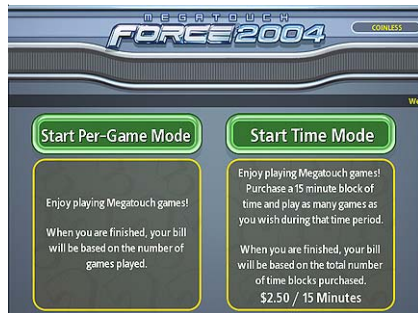 MEGATOUCH
FORCE 2004
COINLESS
Start Per-Game Mode
Enjoy playing Megatouch games!
When you are finished, your bill
will be based on the number of
games played.
Start Time Mode
Enjoy playing Megatouch games!
Purchase a 15 minute block of
time and play as many games as
you wish during that time period.
When you are finished, your bill
will be based on the total number
of time blocks purchased.
$2.50 / 15 Minutes